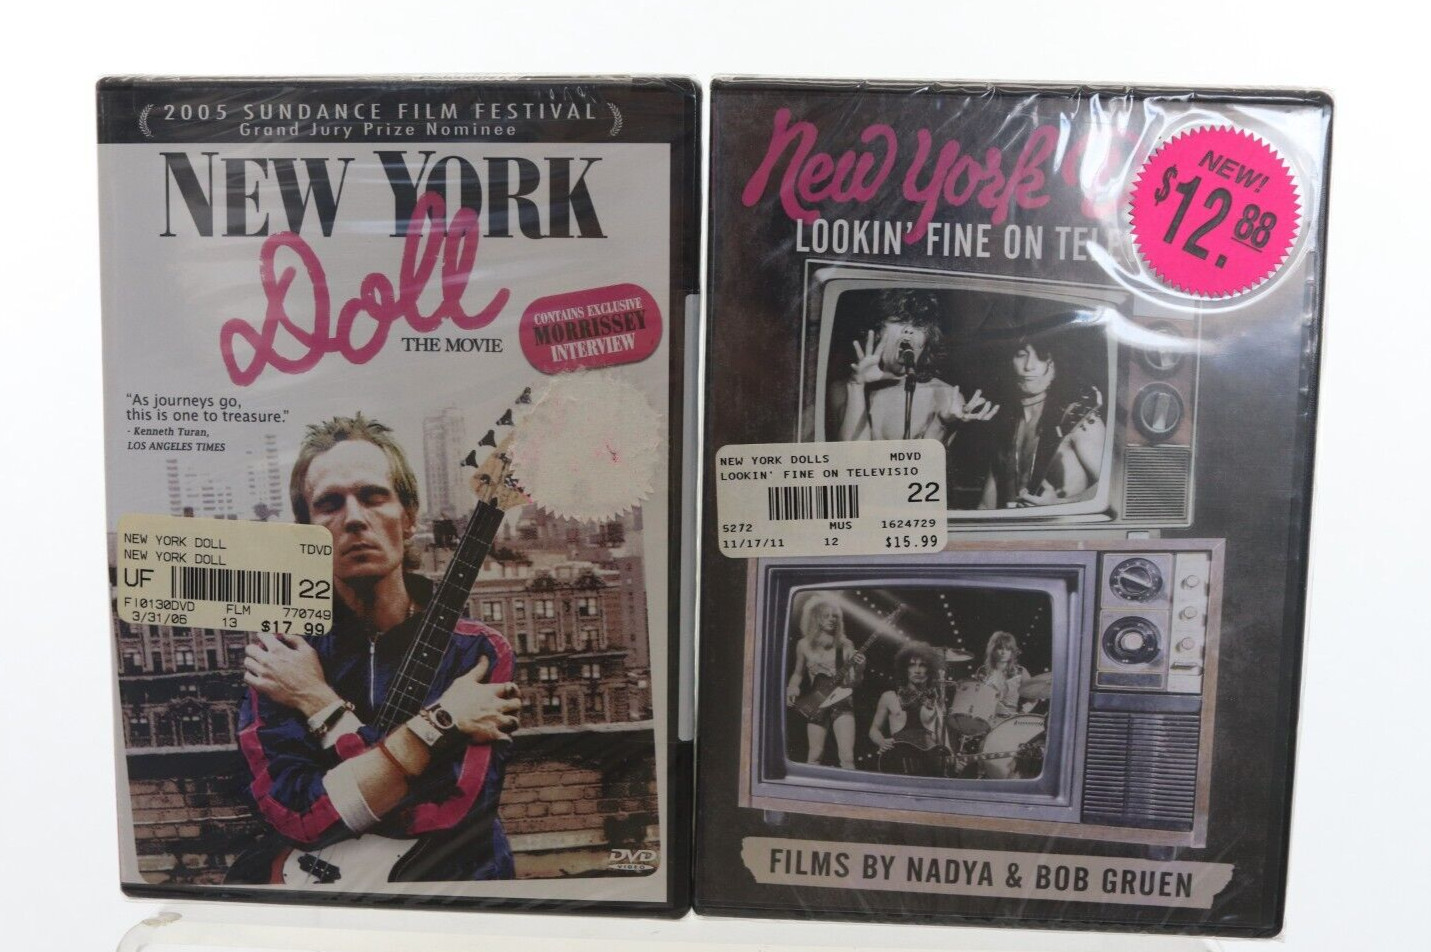 2005 SUNDANCE FILM FESTIVAL
Grand Jury Prize Nominee
NEW YORK
Doll
THE MOVIE
CONTAINS EXCLUSIVE
MORRISSEY
INTERVIEW
"As journeys go,
this is one to treasure."
- Kenneth Turan,
LOS ANGELES TIMES
NEW YORK DOLL TDVD
NEW YORK DOLL
UF 22
FI0130DVD FLM 770749
3/31/06 13 $17.99
DVD
VIDEO
New York D
LOOKIN' FINE ON TELE
NEW!
$12.88
NEW YORK DOLLS MDVD
LOOKIN' FINE ON TELEVISIO
22
5272 MUS 1624729
11/17/11 12 $15.99
FILMS BY NADYA & BOB GRUEN